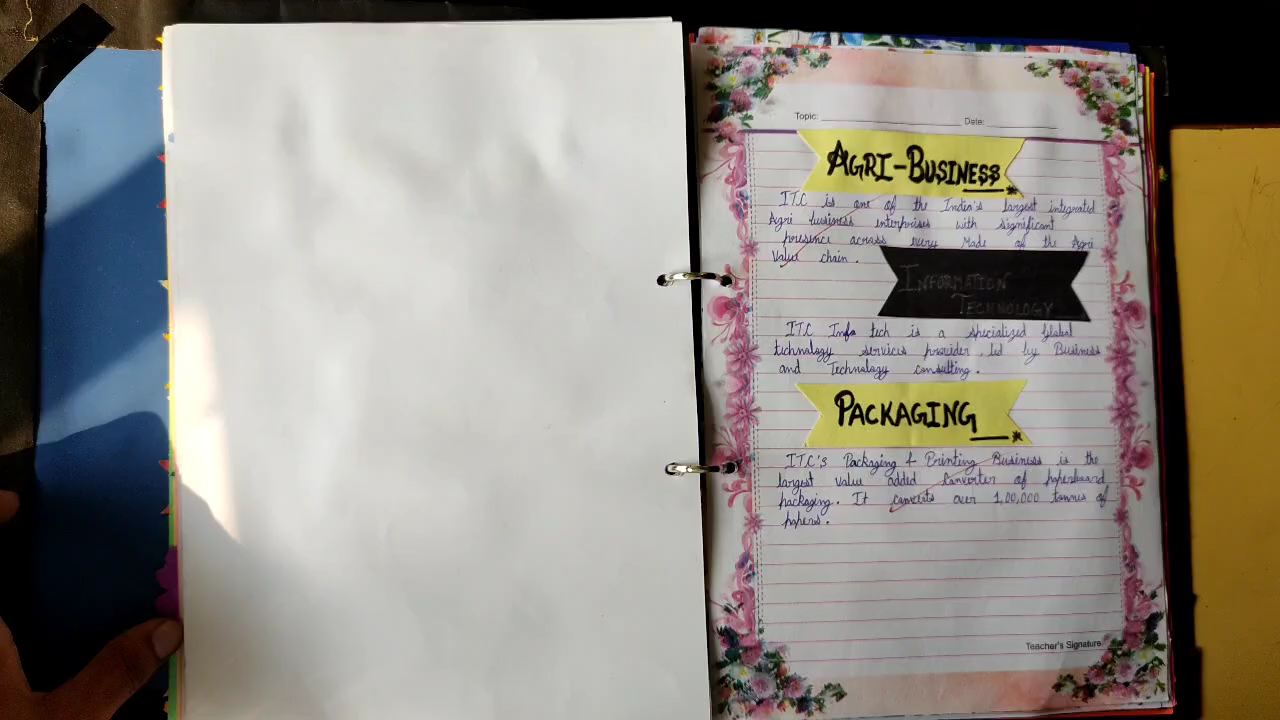 Topic: Date:
AGRI-BUSINESS
ITC is one of the India's largest integrated
Agri business enterprises with significant
presence across every Made of the Agri
Value chain.
INFORMATION
TECHNOLOGY
ITC Info tech is a specialized Global
technology services provider, led by Business
and Technology consulting.
PACKAGING
ITC's Packaging & Printing Business is the
largest value added Converter of paperboard
packaging. It converts over 1,00,000 tonnes of
papers.
Teacher's Signature